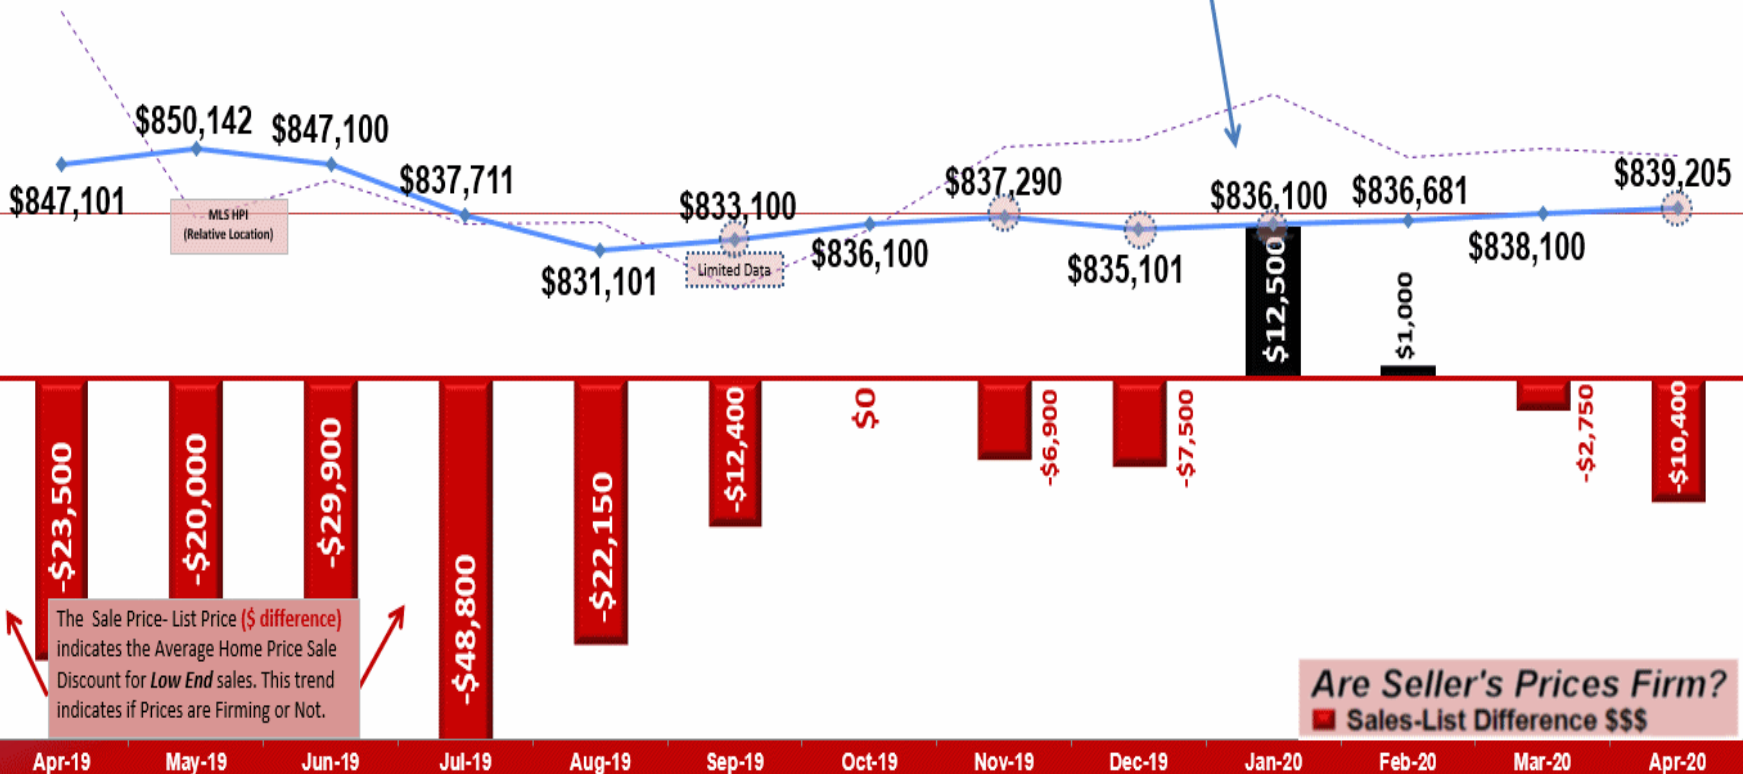 $847,101
$850,142
$847,100
$837,711
$831,101
$833,100
$836,100
$837,290
$835,101
$836,100
$836,681
$838,100
$839,205
MLS HPI
(Relative Location)
Limited Data
-$23,500
-$20,000
-$29,900
-$48,800
-$22,150
-$12,400
$0
-$6,900
-$7,500
$12,500
$1,000
-$2,750
-$10,400
The Sale Price- List Price ($ difference)
indicates the Average Home Price Sale
Discount for Low End sales. This trend
indicates if Prices are Firming or Not.
Are Seller's Prices Firm?
Sales-List Difference $$$
Apr-19 May-19 Jun-19 Jul-19 Aug-19 Sep-19 Oct-19 Nov-19 Dec-19 Jan-20 Feb-20 Mar-20 Apr-20